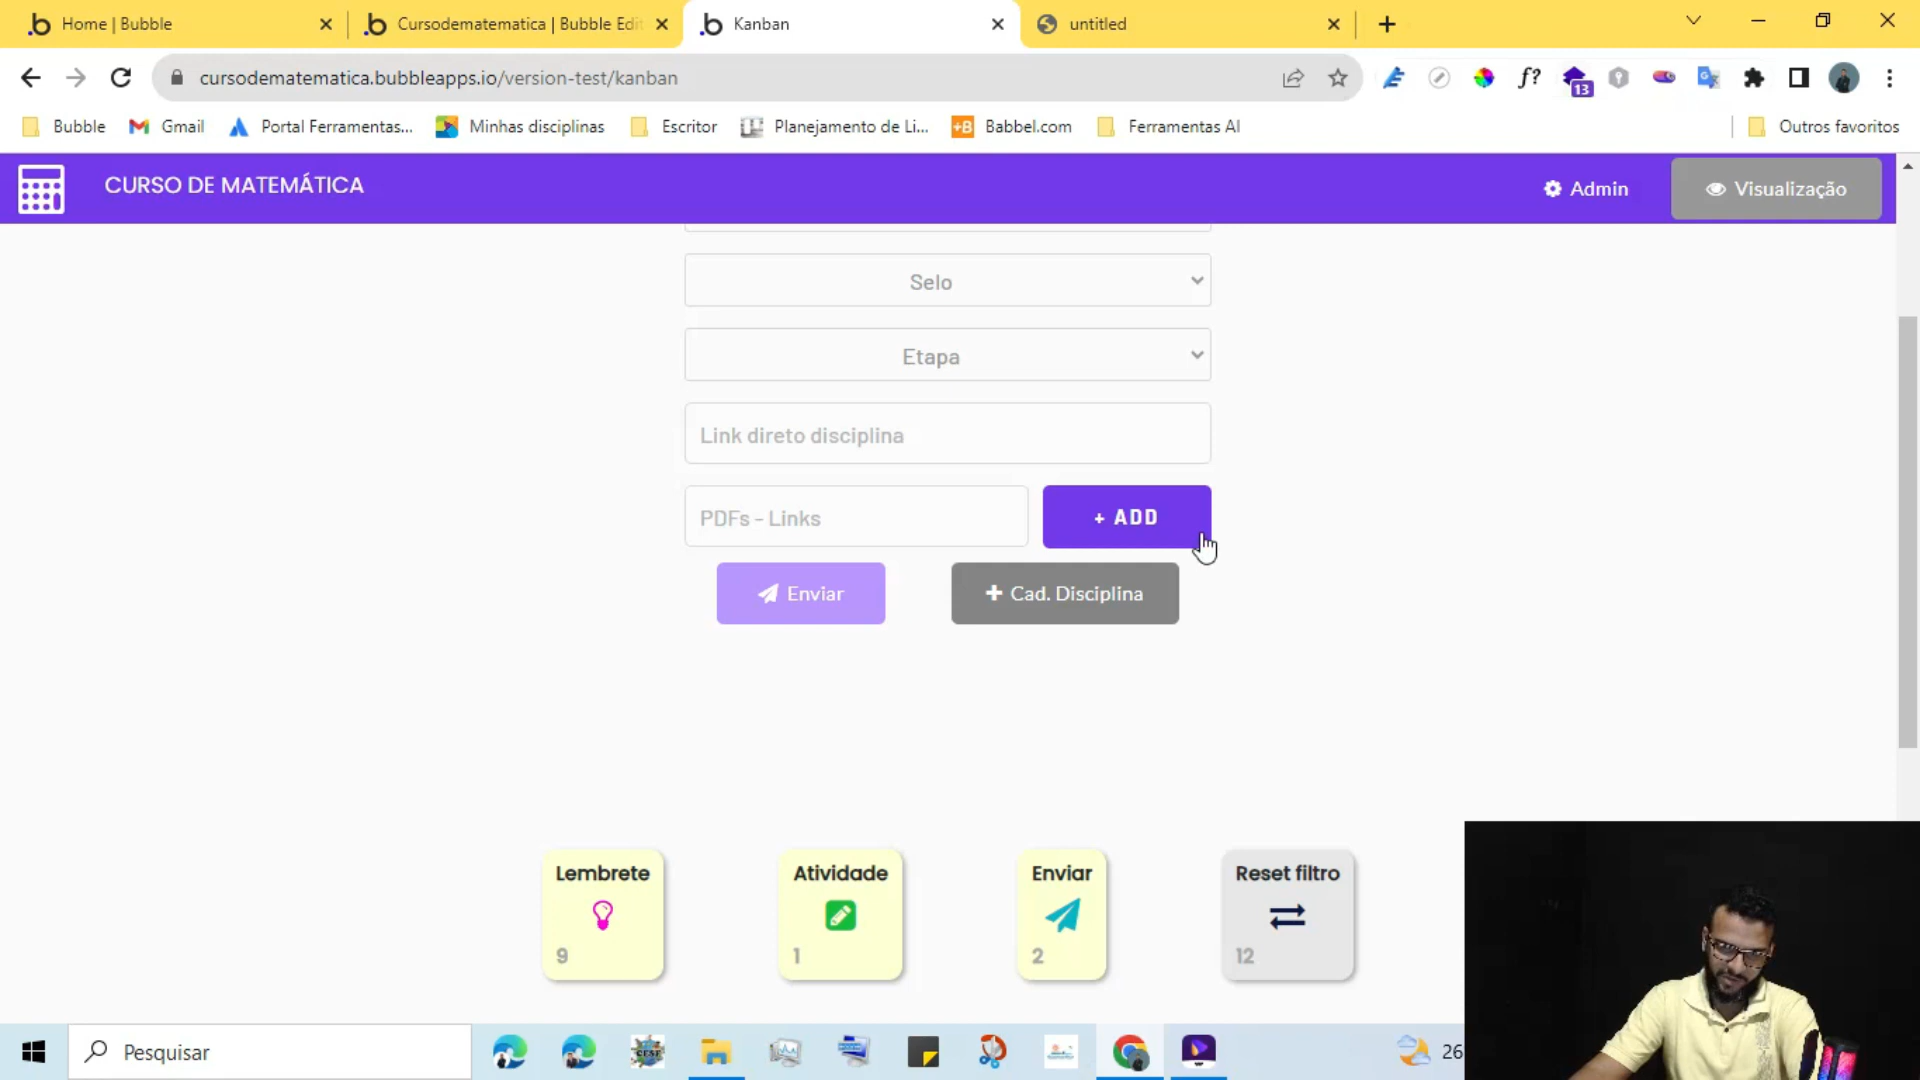 Home | Bubble
Cursodematematica | Bubble Edit
Kanban
untitled
cursodematematica.bubbleapps.io/version-test/kanban
f?
13
Bubble
Gmail
Portal Ferramentas...
Minhas disciplinas
Escritor
Planejamento de Li...
+B
Babbel.com
Ferramentas AI
Outros favoritos
CURSO DE MATEMÁTICA
Admin
Visualização
Selo
Etapa
Link direto disciplina
PDFs - Links
+ ADD
Enviar
Cad. Disciplina
Lembrete
9
Atividade
1
Enviar
2
Reset filtro
12
Pesquisar
26